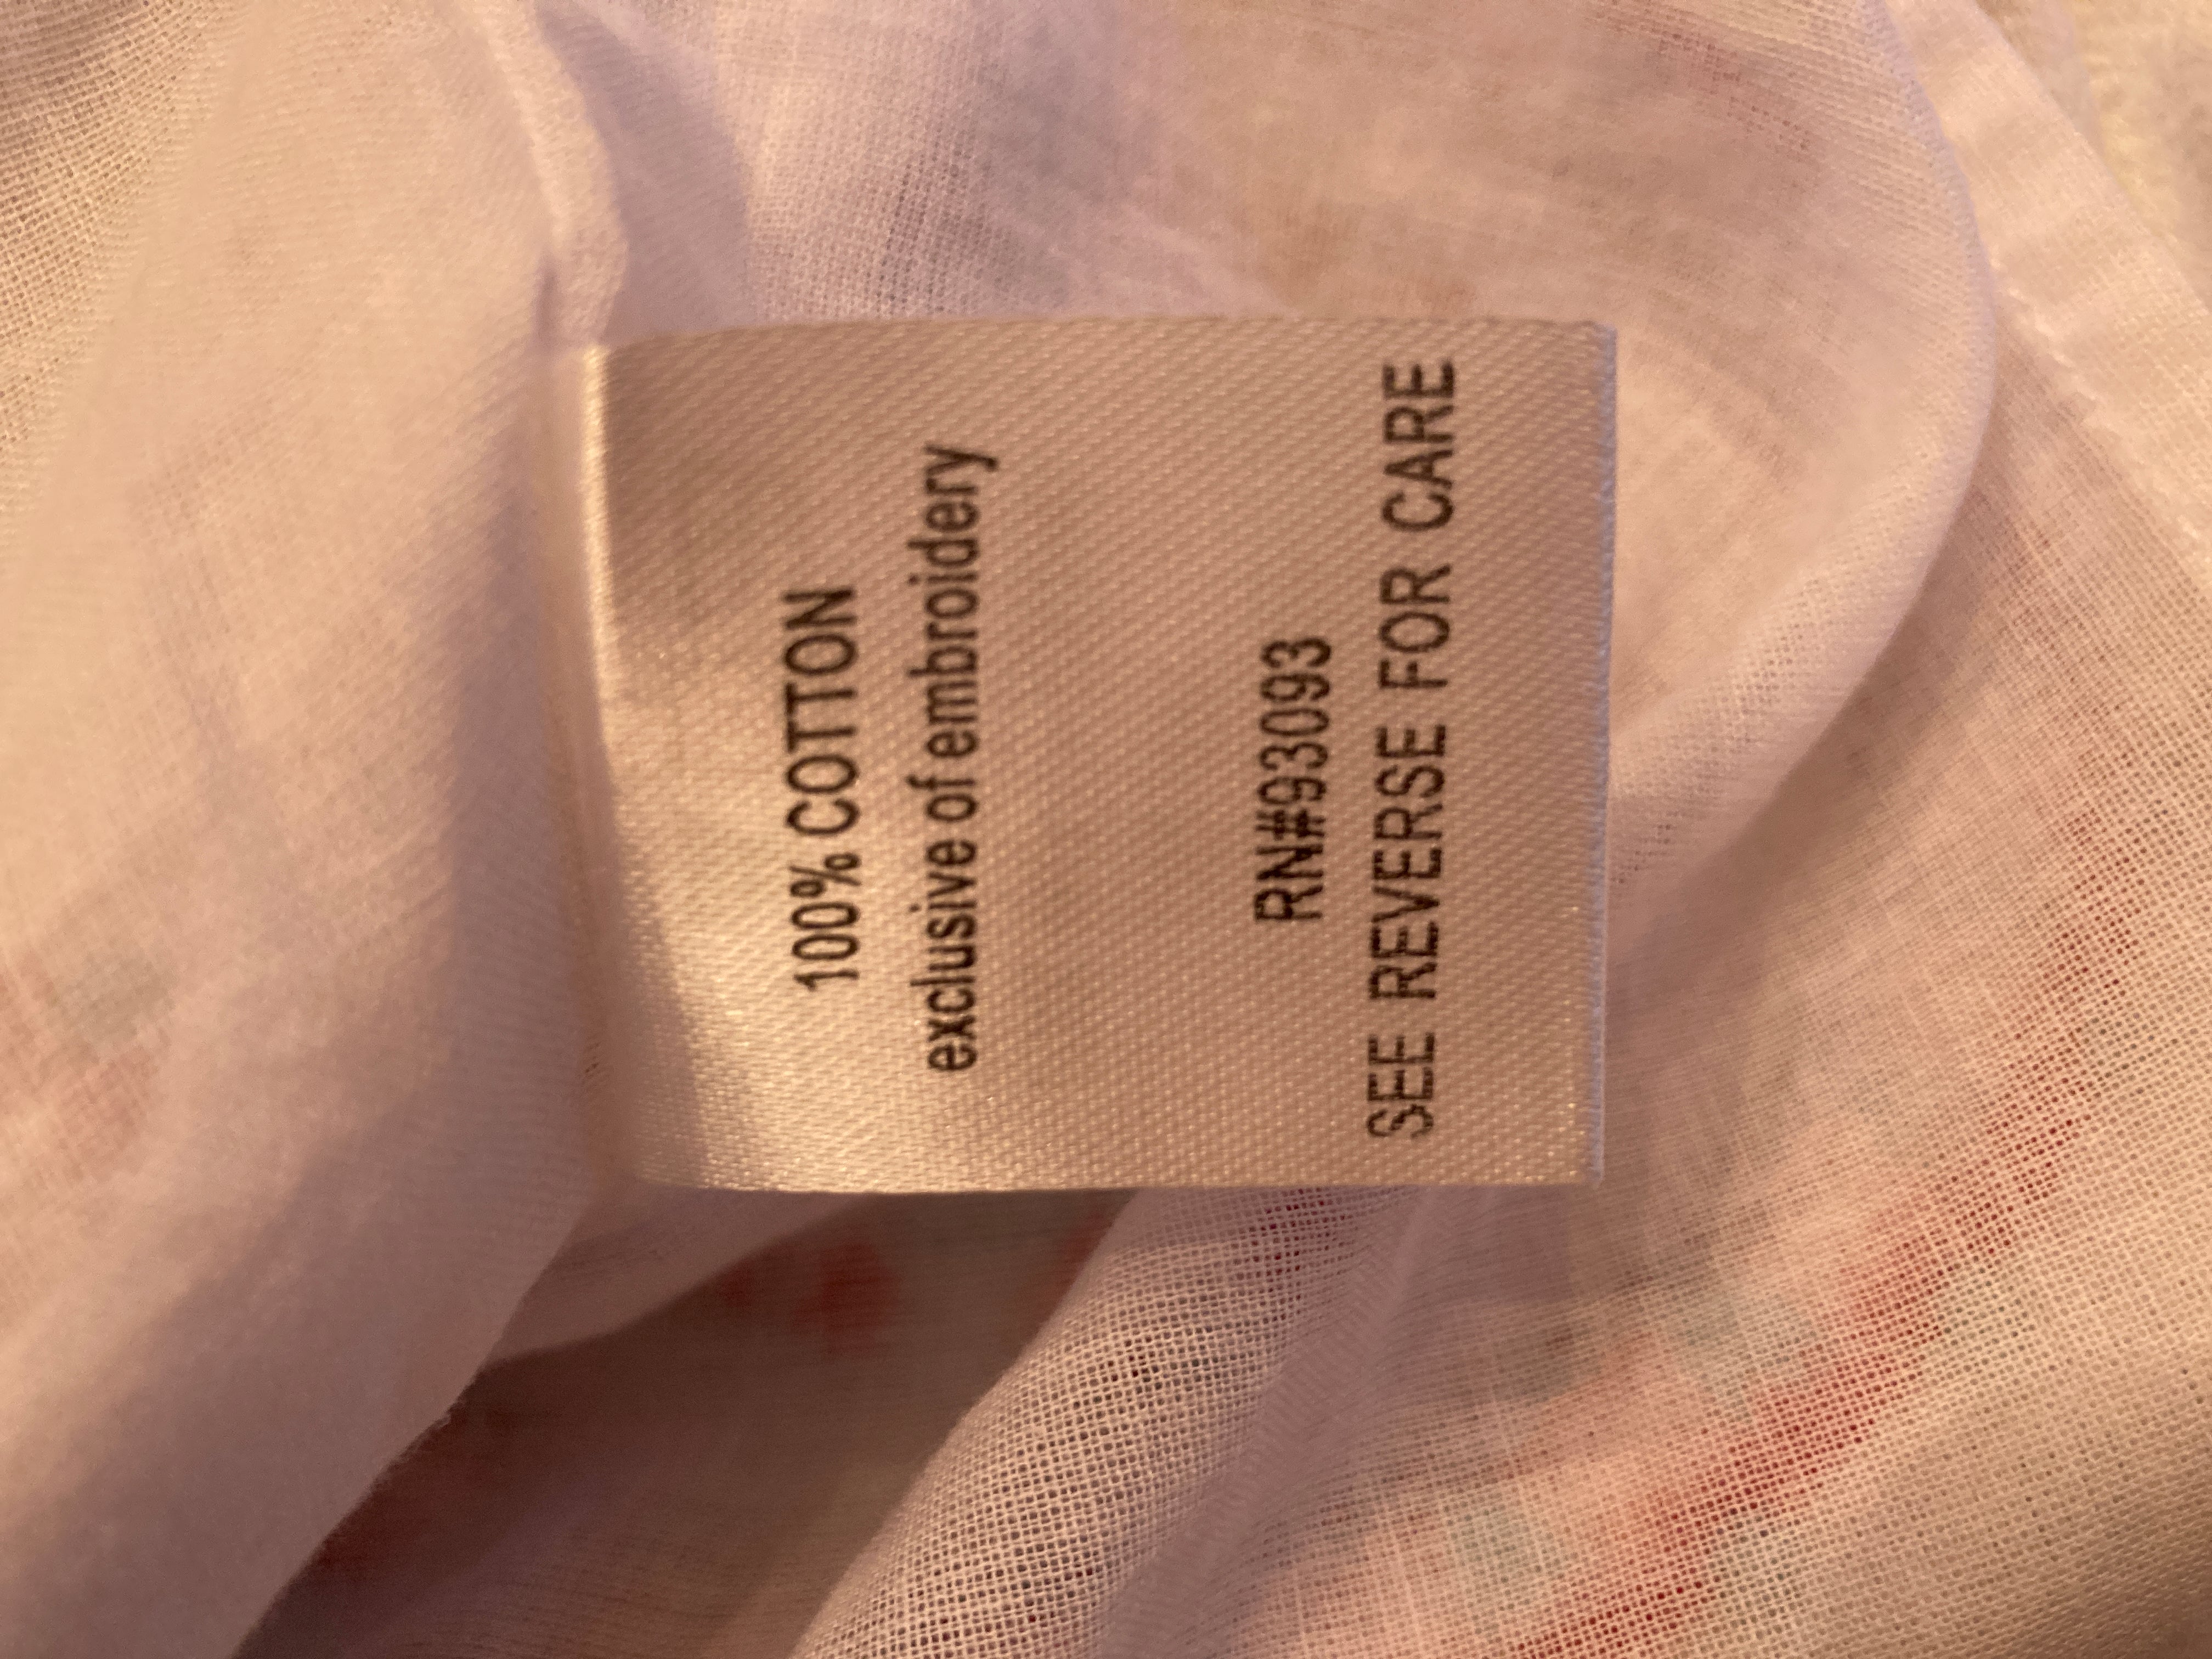 100% COTTON
exclusive of embroidery
RN#93093
SEE REVERSE FOR CARE